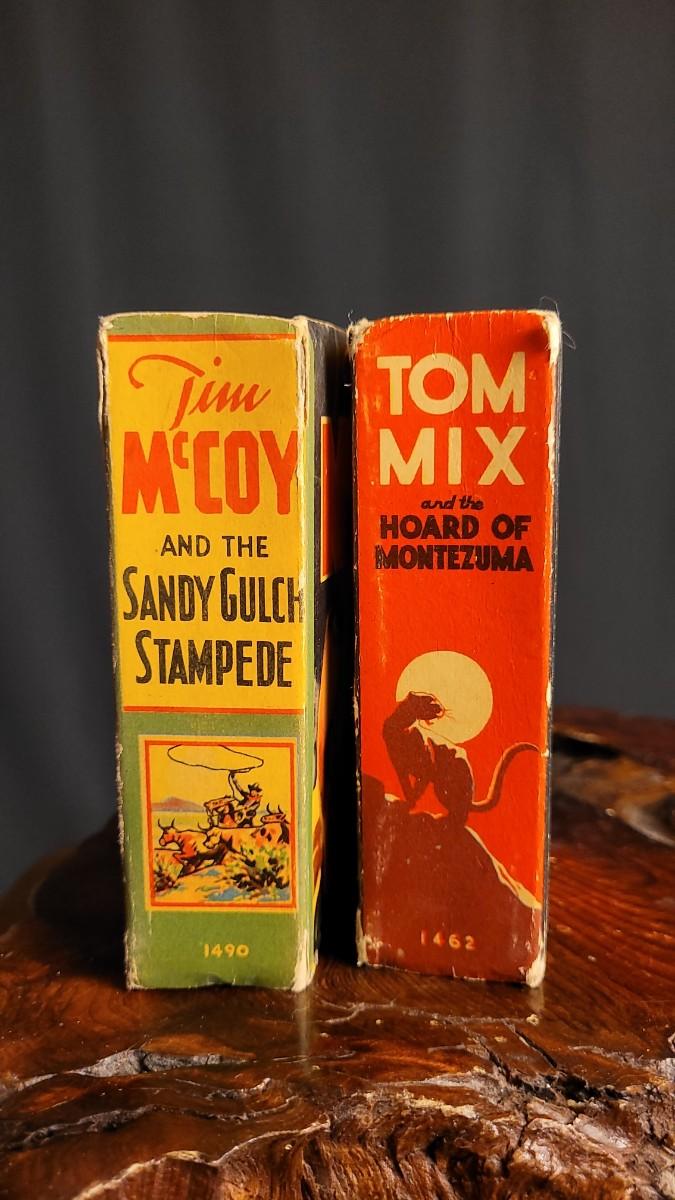 Tim
McCOY
AND THE
SANDY GULCH
STAMPEDE
1490
TOM
MIX
and the
HOARD OF
MONTEZUMA
1462